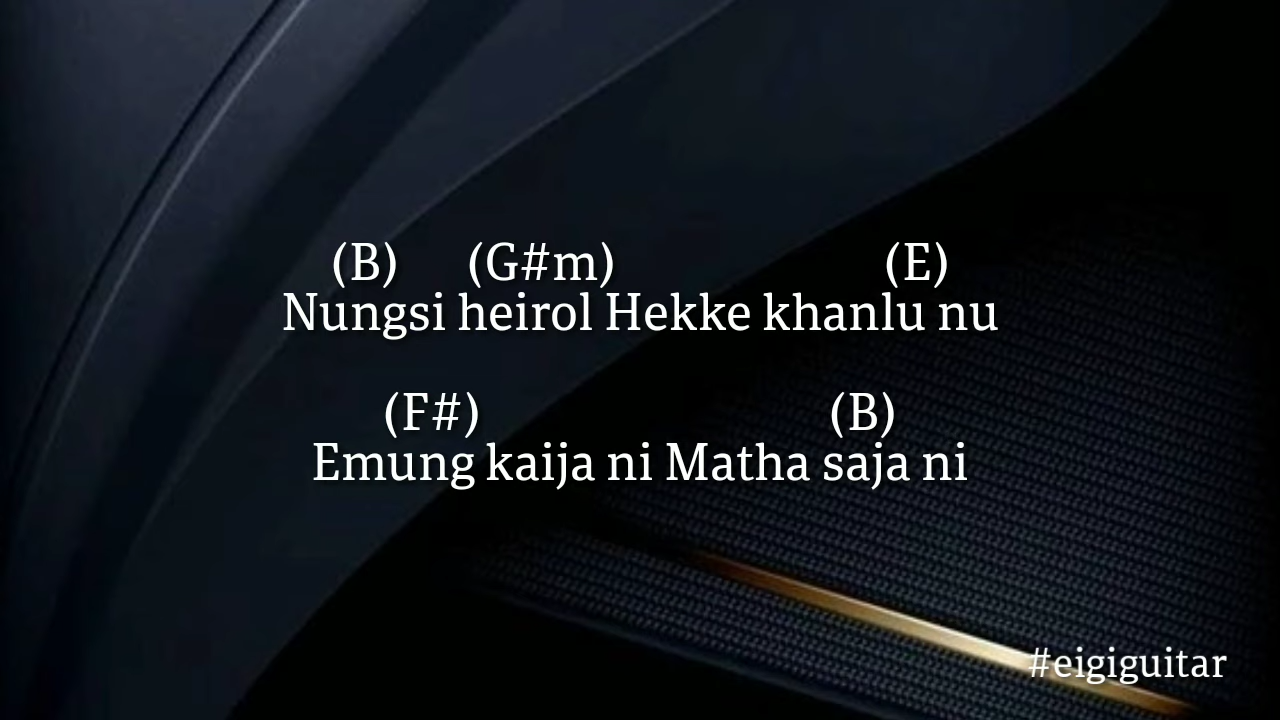 (B) (G#m) (E)
Nungsi heirol Hekke khanlu nu
(F#) (B)
Emung kaija ni Matha saja ni
#eigiguitar